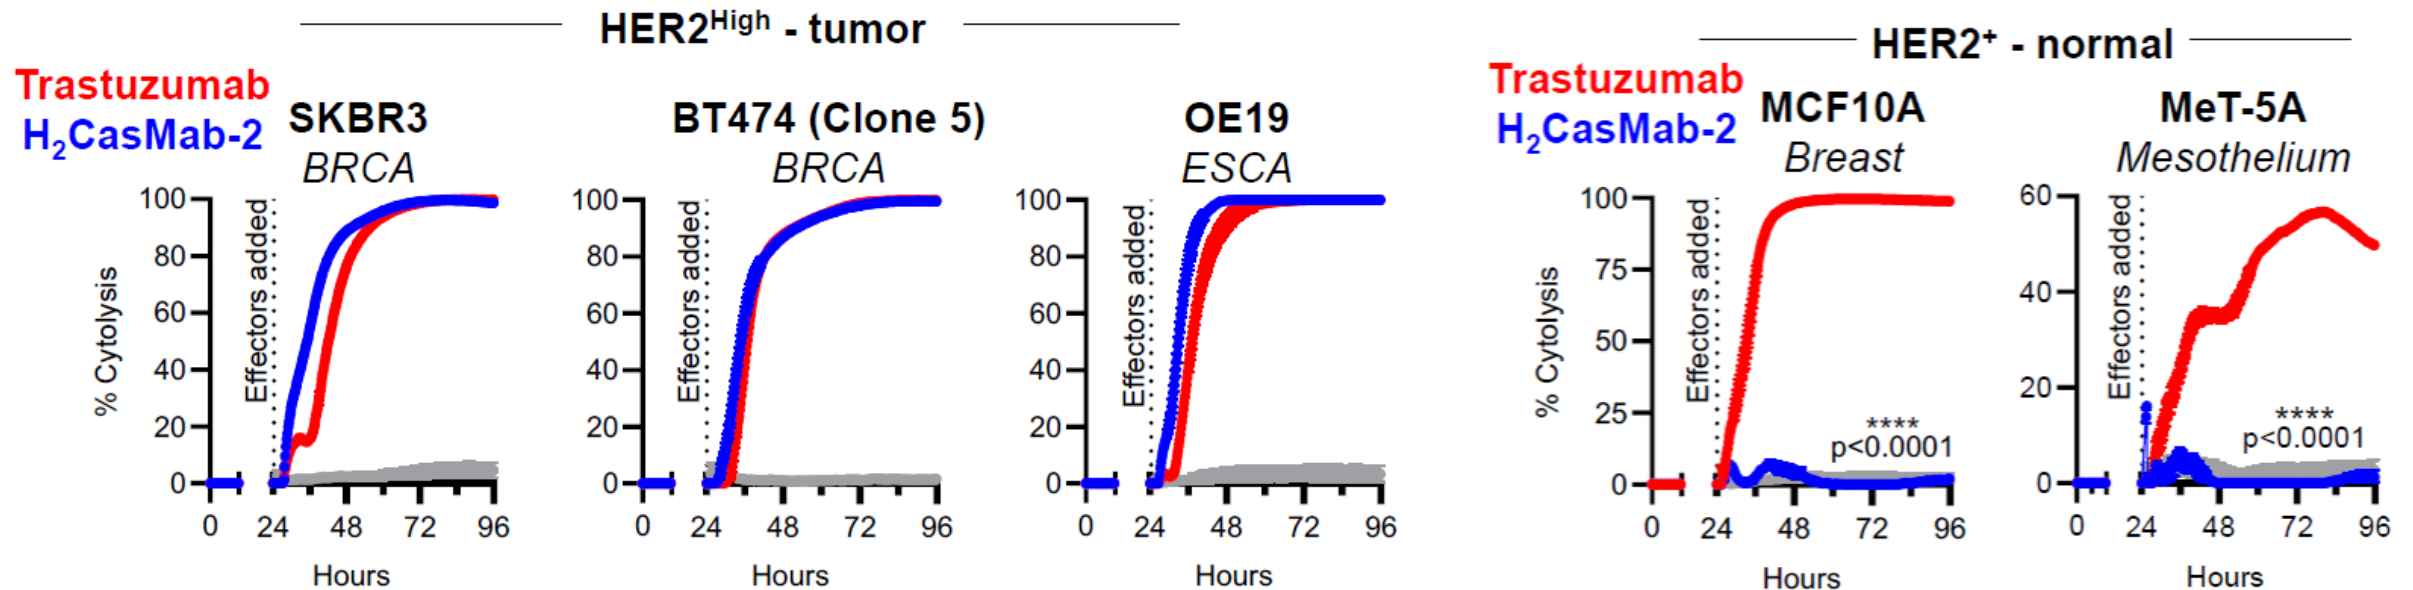 HER2High - tumor
Trastuzumab
H2CasMab-2
SKBR3
BRCA
% Cytolysis
100
80
60
40
20
0
Effectors added
0 24 48 72 96
Hours
BT474 (Clone 5)
BRCA
100
80
60
40
20
0
Effectors added
0 24 48 72 96
Hours
OE19
ESCA
100
80
60
40
20
0
Effectors added
0 24 48 72 96
Hours
HER2+ - normal
Trastuzumab
H2CasMab-2
MCF10A
Breast
% Cytolysis
100
75
50
25
0
Effectors added
****
p<0.0001
0 24 48 72 96
Hours
MeT-5A
Mesothelium
60
40
20
0
Effectors added
****
p<0.0001
0 24 48 72 96
Hours